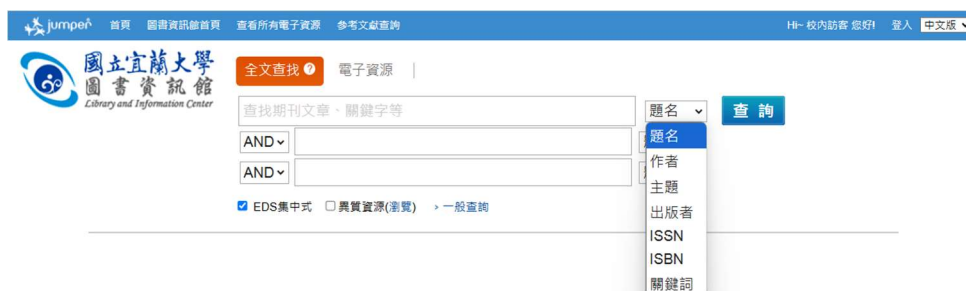 jumper 首頁 圖書資訊館首頁 查看所有電子資源 參考文獻查詢 Hi~ 校內訪客 您好! 登入 中文版
國立宜蘭大學
圖書資訊館
Library and Information Center
全文查找 ? 電子資源
查找期刊文章、關鍵字等 題名 查詢
AND
AND
題名
作者
主題
出版者
ISSN
ISBN
關鍵詞
EDS集中式 異質資源(瀏覽) › 一般查詢